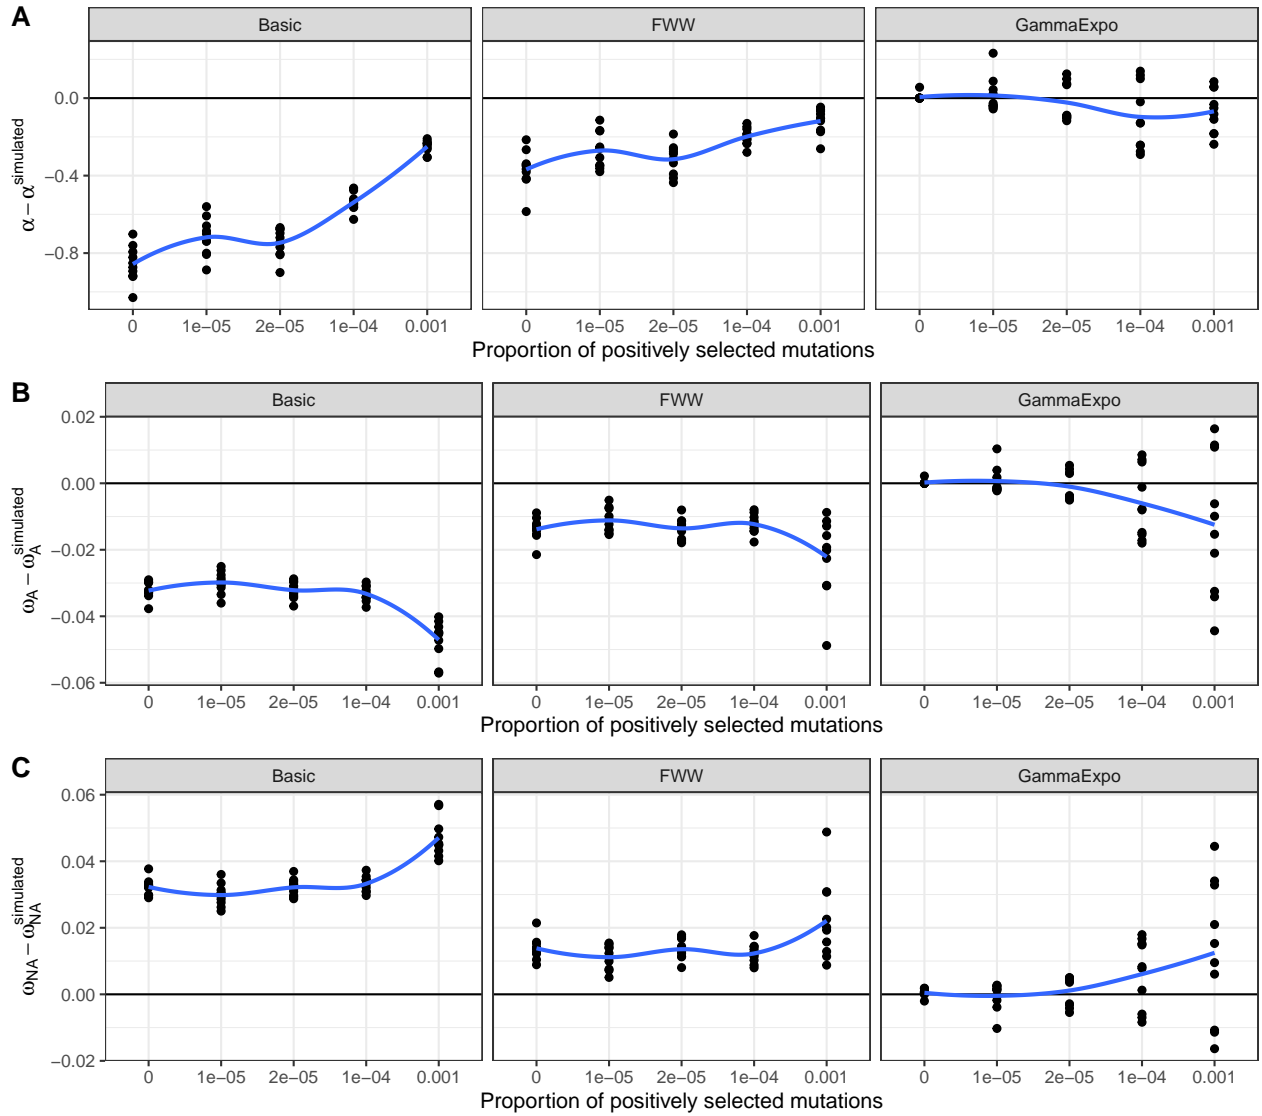 A
Basic FWW GammaExpo
α − α^simulated
0.0
−0.4
−0.8
0 1e−05 2e−05 1e−04 0.001 0 1e−05 2e−05 1e−04 0.001 0 1e−05 2e−05 1e−04 0.001
Proportion of positively selected mutations
B
Basic FWW GammaExpo
ω_A − ω_A^simulated
0.02
0.00
−0.02
−0.04
−0.06
0 1e−05 2e−05 1e−04 0.001 0 1e−05 2e−05 1e−04 0.001 0 1e−05 2e−05 1e−04 0.001
Proportion of positively selected mutations
C
Basic FWW GammaExpo
ω_NA − ω_NA^simulated
0.06
0.04
0.02
0.00
−0.02
0 1e−05 2e−05 1e−04 0.001 0 1e−05 2e−05 1e−04 0.001 0 1e−05 2e−05 1e−04 0.001
Proportion of positively selected mutations